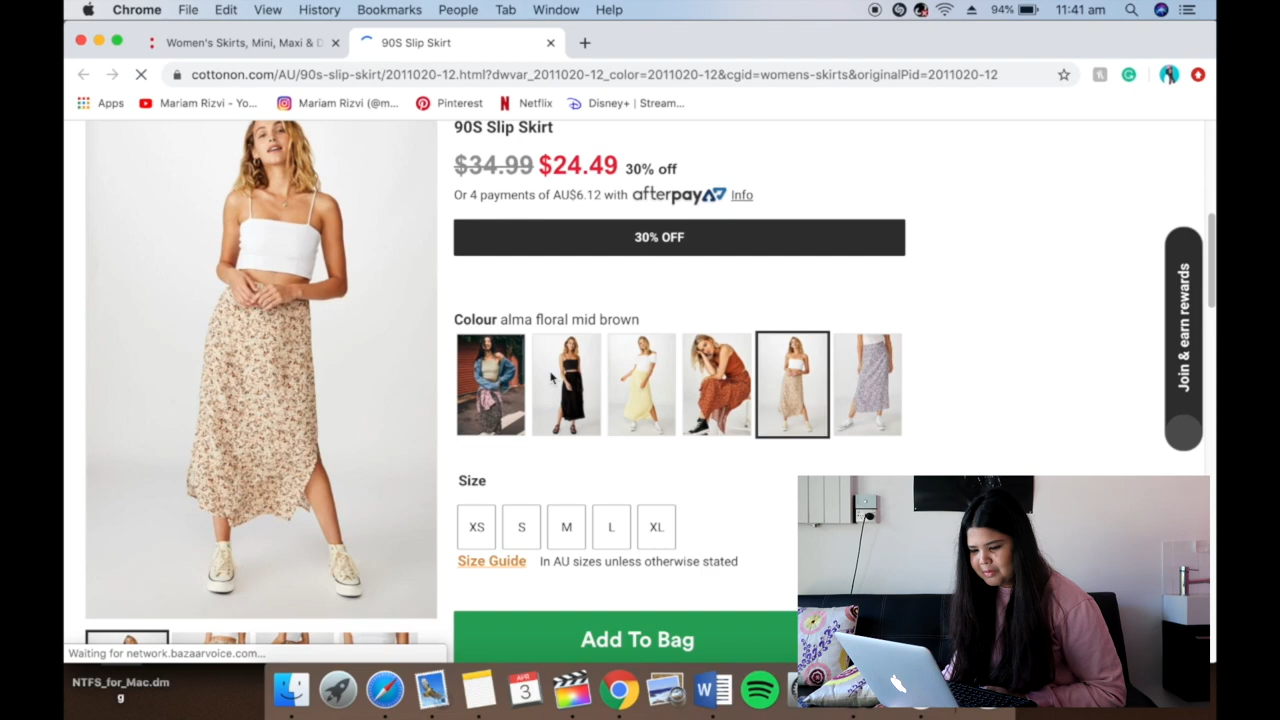 Chrome File Edit View History Bookmarks People Tab Window Help 94% 11:41 am
Women's Skirts, Mini, Maxi & D 90S Slip Skirt
cottonon.com/AU/90s-slip-skirt/2011020-12.html?dwvar_2011020-12_color=2011020-12&cgid=womens-skirts&originalPid=2011020-12
Apps Mariam Rizvi - Yo... Mariam Rizvi (@m... Pinterest Netflix Disney+ | Stream...
90S Slip Skirt
$34.99 $24.49 30% off
Or 4 payments of AU$6.12 with afterpay Info
30% OFF
Join & earn rewards
Colour alma floral mid brown
Size
XS S M L XL
Size Guide In AU sizes unless otherwise stated
Add To Bag
Waiting for network.bazaarvoice.com...
NTFS_for_Mac.dm
g
APR
3